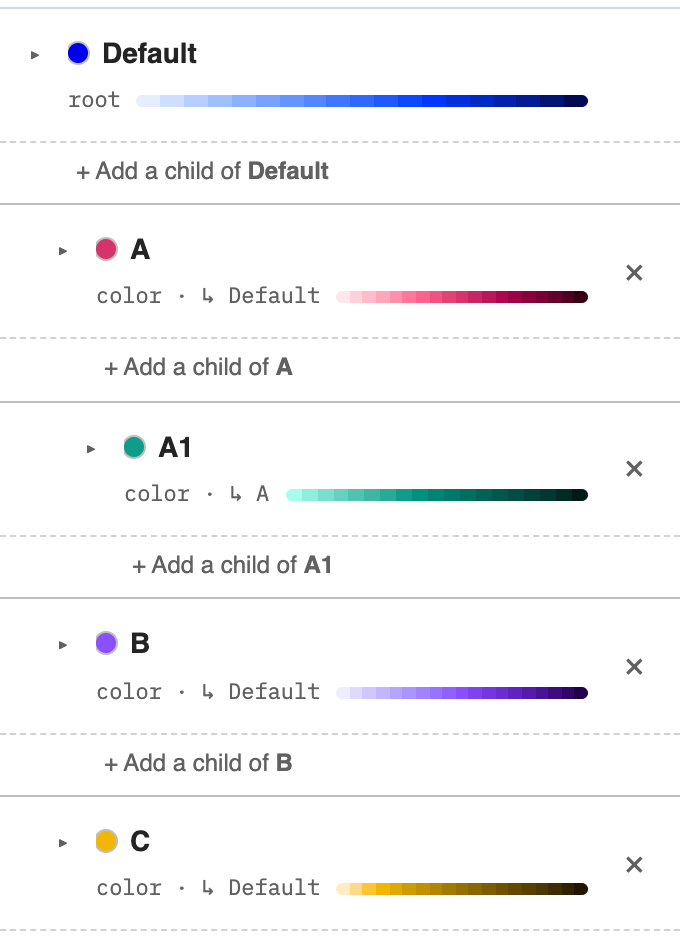 Default
root
+ Add a child of Default
A
color · ↳ Default
+ Add a child of A
A1
color · ↳ A
+ Add a child of A1
B
color · ↳ Default
+ Add a child of B
C
color · ↳ Default